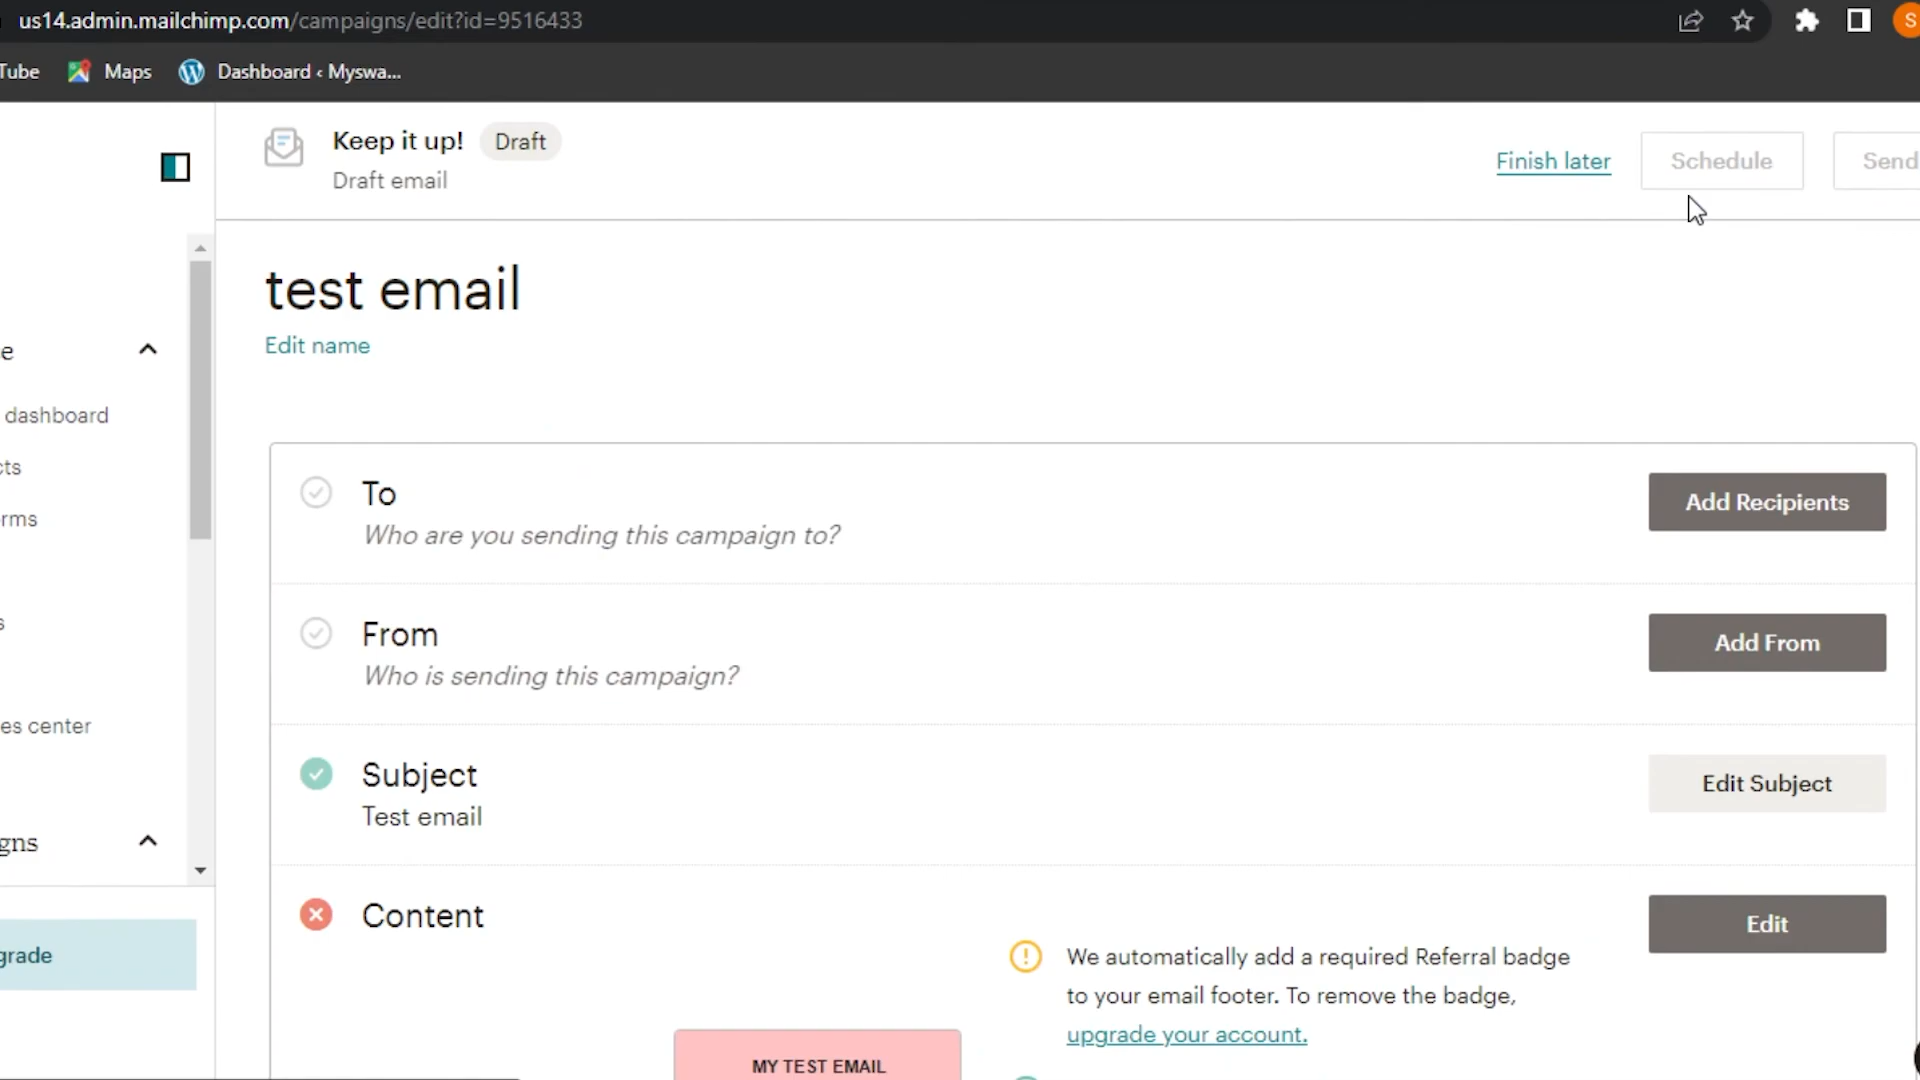 us14.admin.mailchimp.com/campaigns/edit?id=9516433
Tube Maps Dashboard ‹ Myswa...
Keep it up! Draft
Draft email
Finish later Schedule Send
test email
Edit name
e
dashboard
cts
rms
s
es center
gns
grade
To
Who are you sending this campaign to?
Add Recipients
From
Who is sending this campaign?
Add From
Subject
Test email
Edit Subject
Content
Edit
We automatically add a required Referral badge
to your email footer. To remove the badge,
upgrade your account.
MY TEST EMAIL
S